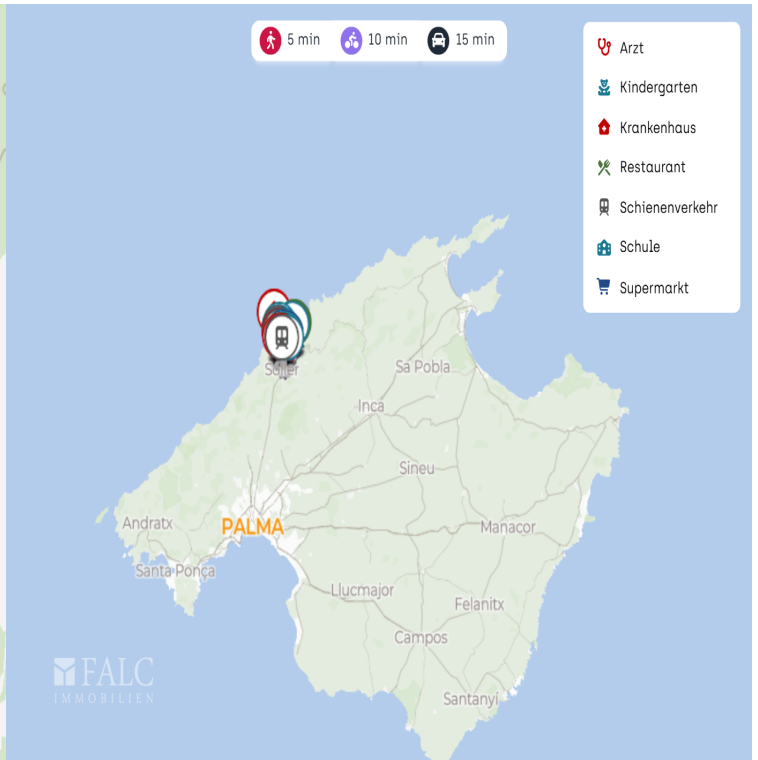 5 min 10 min 15 min
Arzt
Kindergarten
Krankenhaus
Restaurant
Schienenverkehr
Schule
Supermarkt
Sóller
Sa Pobla
Inca
Sineu
Andratx
PALMA
Manacor
Santa Ponça
Llucmajor
Felanitx
Campos
FALC
IMMOBILIEN
Santanyí